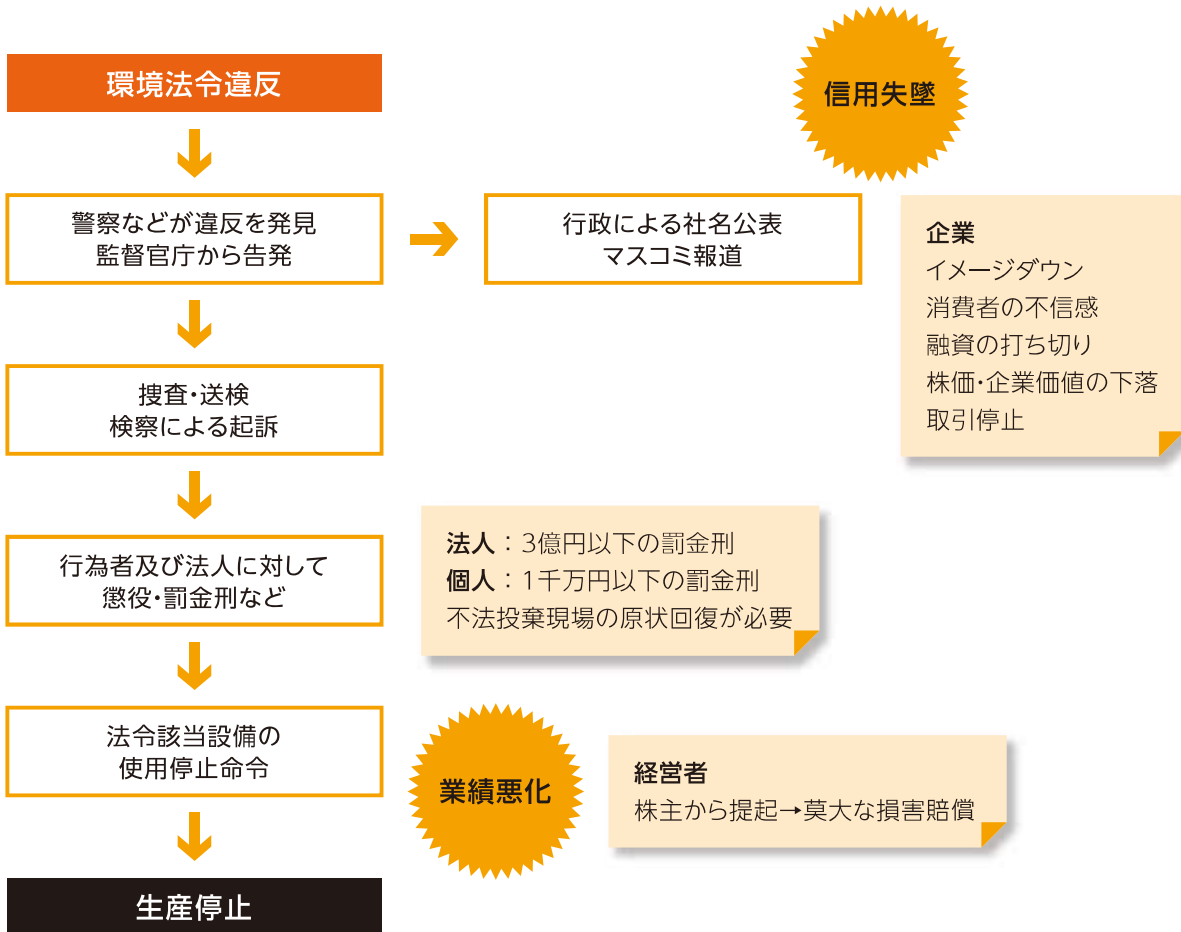 環境法令違反
信用失墜
警察などが違反を発見
監督官庁から告発
行政による社名公表
マスコミ報道
企業
イメージダウン
消費者の不信感
融資の打ち切り
株価・企業価値の下落
取引停止
捜査・送検
検察による起訴
行為者及び法人に対して
懲役・罰金刑など
法人：3億円以下の罰金刑
個人：1千万円以下の罰金刑
不法投棄現場の原状回復が必要
法令該当設備の
使用停止命令
業績悪化
経営者
株主から提起→莫大な損害賠償
生産停止